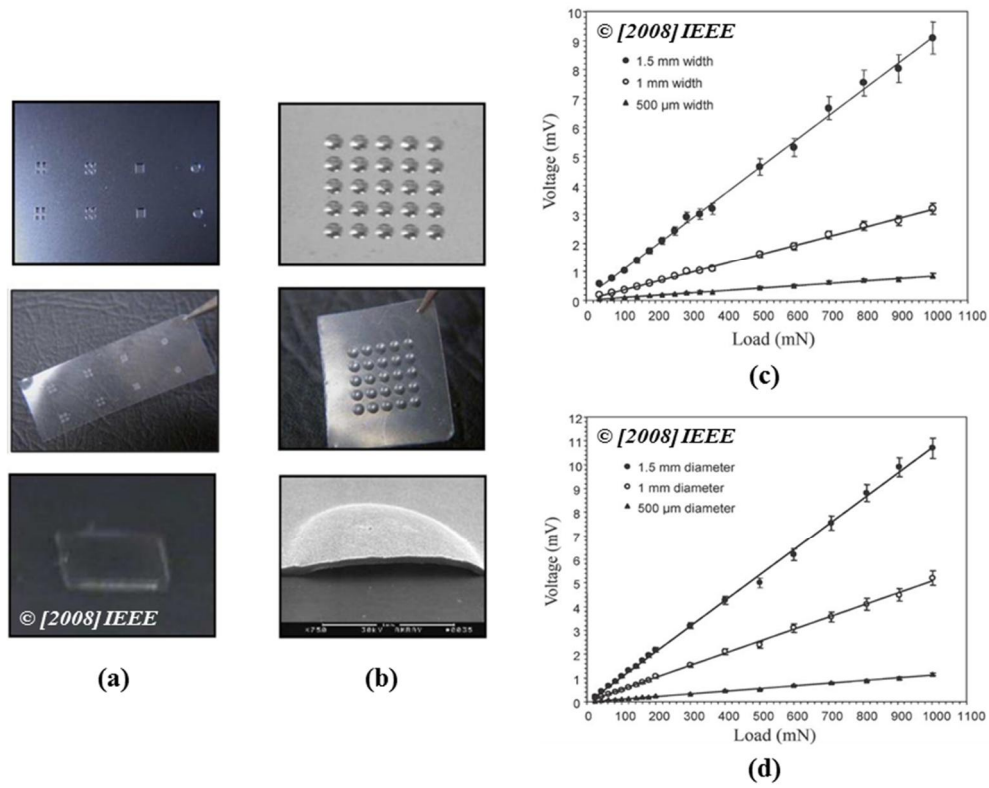 © [2008] IEEE
(a)
×750 30kV
(b)
© [2008] IEEE
1.5 mm width
1 mm width
500 µm width
10
9
8
7
6
5
4
3
2
1
0
Voltage (mV)
0 100 200 300 400 500 600 700 800 900 1000 1100
Load (mN)
(c)
© [2008] IEEE
1.5 mm diameter
1 mm diameter
500 µm diameter
12
11
10
9
8
7
6
5
4
3
2
1
0
Voltage (mV)
0 100 200 300 400 500 600 700 800 900 1000 1100
Load (mN)
(d)